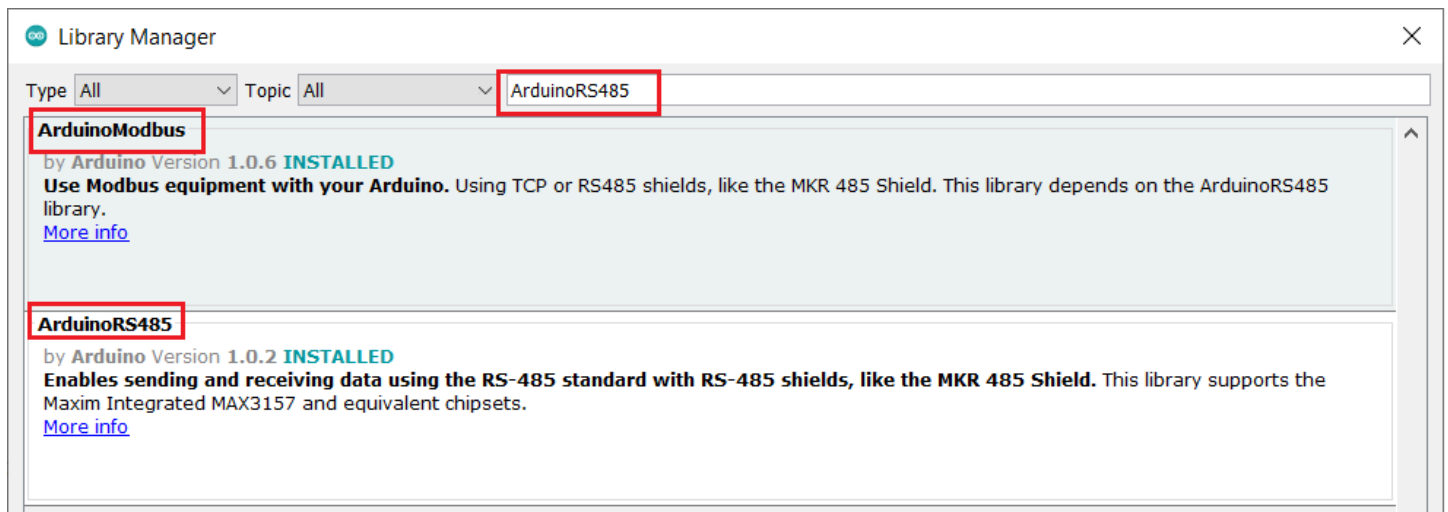 Library Manager
Type All Topic All ArduinoRS485
ArduinoModbus
by Arduino Version 1.0.6 INSTALLED
Use Modbus equipment with your Arduino. Using TCP or RS485 shields, like the MKR 485 Shield. This library depends on the ArduinoRS485
library.
More info
ArduinoRS485
by Arduino Version 1.0.2 INSTALLED
Enables sending and receiving data using the RS-485 standard with RS-485 shields, like the MKR 485 Shield. This library supports the
Maxim Integrated MAX3157 and equivalent chipsets.
More info